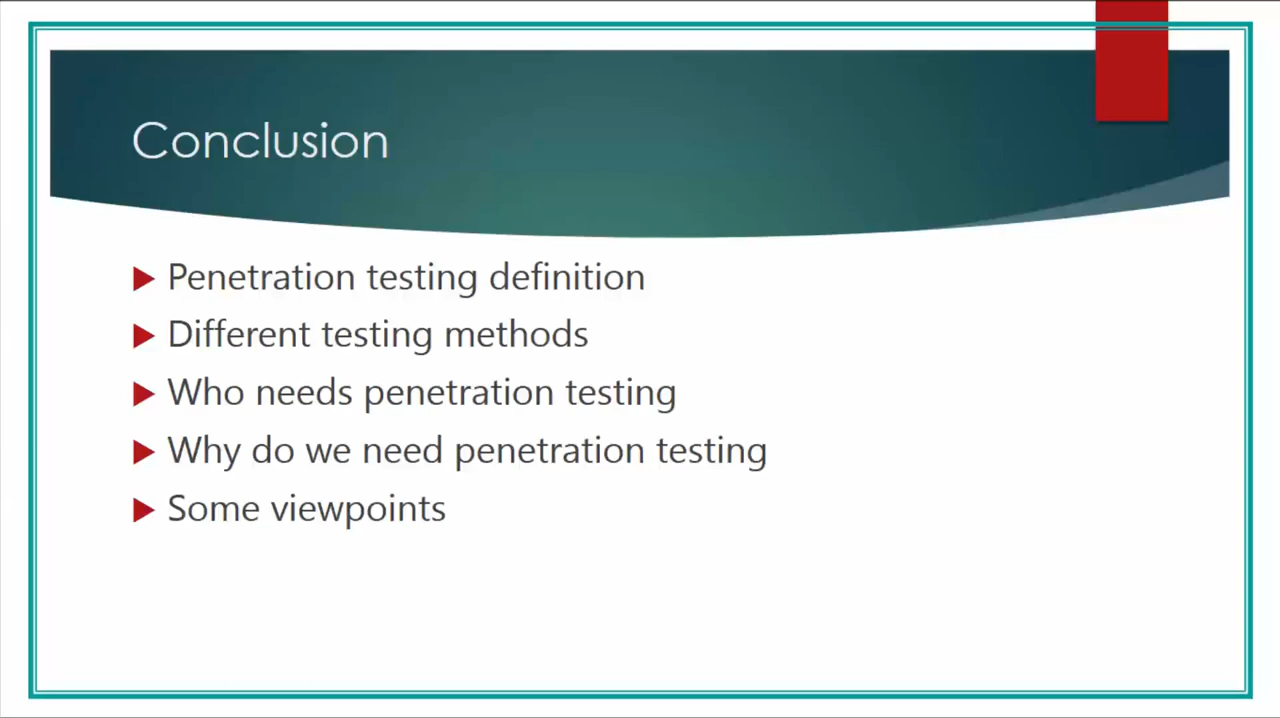 Conclusion
Penetration testing definition
Different testing methods
Who needs penetration testing
Why do we need penetration testing
Some viewpoints